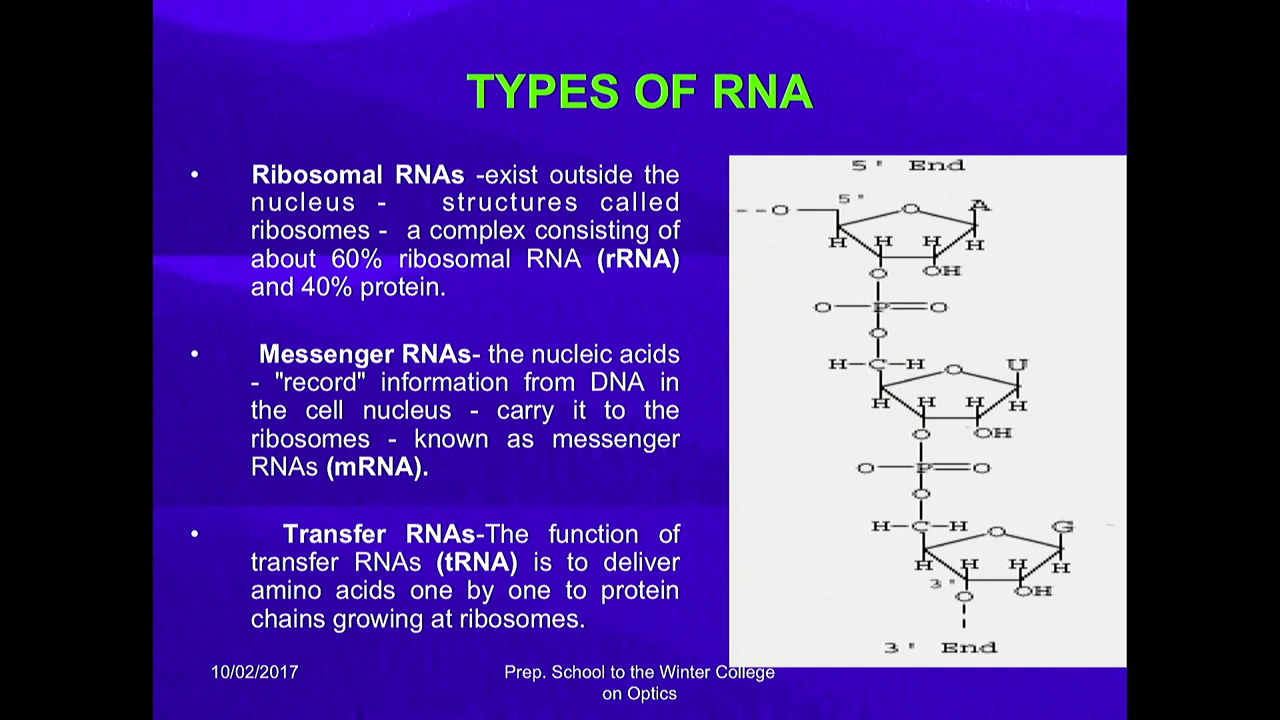 TYPES OF RNA
• Ribosomal RNAs -exist outside the
nucleus - structures called
ribosomes - a complex consisting of
about 60% ribosomal RNA (rRNA)
and 40% protein.
• Messenger RNAs- the nucleic acids
- "record" information from DNA in
the cell nucleus - carry it to the
ribosomes - known as messenger
RNAs (mRNA).
• Transfer RNAs-The function of
transfer RNAs (tRNA) is to deliver
amino acids one by one to protein
chains growing at ribosomes.
5' End
5'
--O O A
H H H H
O OH
O P O
O
H C H O U
H H H H
O OH
O P O
O
H C H O G
H H H H
3' O OH
3' End
10/02/2017
Prep. School to the Winter College
on Optics